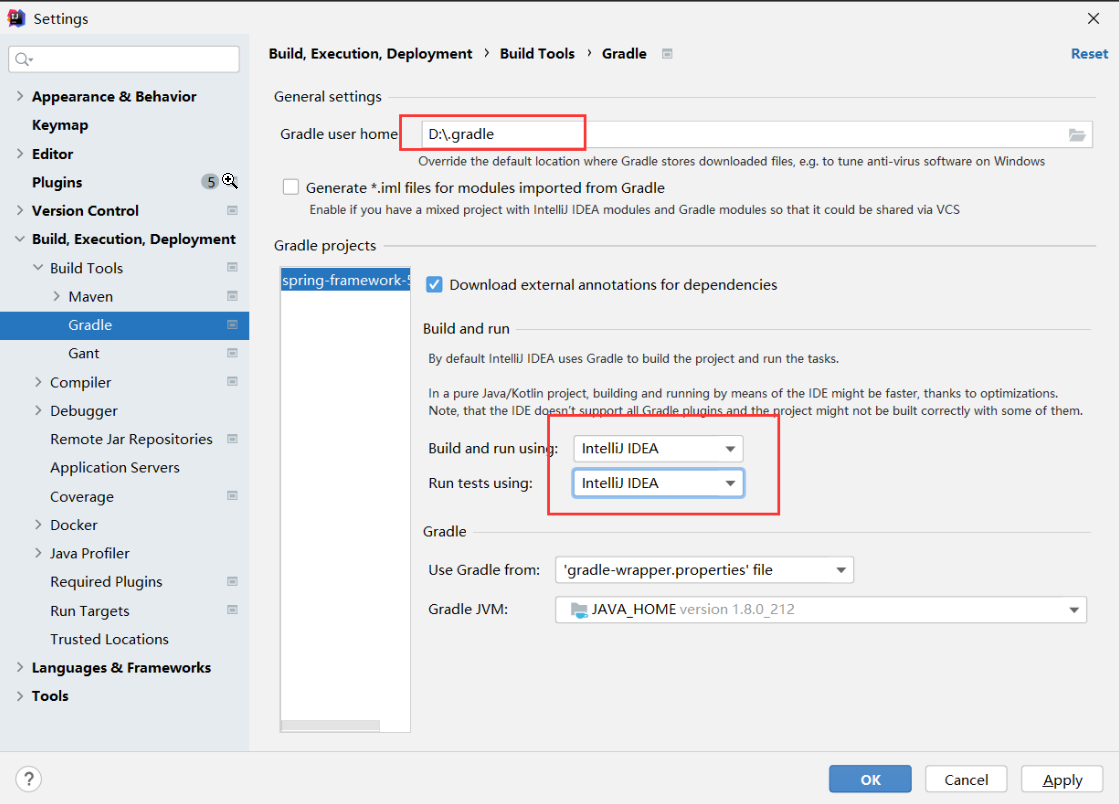 Settings
Build, Execution, Deployment › Build Tools › Gradle
Reset
Appearance & Behavior
Keymap
Editor
Plugins 5
Version Control
Build, Execution, Deployment
Build Tools
Maven
Gradle
Gant
Compiler
Debugger
Remote Jar Repositories
Application Servers
Coverage
Docker
Java Profiler
Required Plugins
Run Targets
Trusted Locations
Languages & Frameworks
Tools
General settings
Gradle user home: D:\.gradle
Override the default location where Gradle stores downloaded files, e.g. to tune anti-virus software on Windows
Generate *.iml files for modules imported from Gradle
Enable if you have a mixed project with IntelliJ IDEA modules and Gradle modules so that it could be shared via VCS
Gradle projects
spring-framework-5
Download external annotations for dependencies
Build and run
By default IntelliJ IDEA uses Gradle to build the project and run the tasks.
In a pure Java/Kotlin project, building and running by means of the IDE might be faster, thanks to optimizations.
Note, that the IDE doesn't support all Gradle plugins and the project might not be built correctly with some of them.
Build and run using: IntelliJ IDEA
Run tests using: IntelliJ IDEA
Gradle
Use Gradle from: 'gradle-wrapper.properties' file
Gradle JVM: JAVA_HOME version 1.8.0_212
?
OK
Cancel
Apply